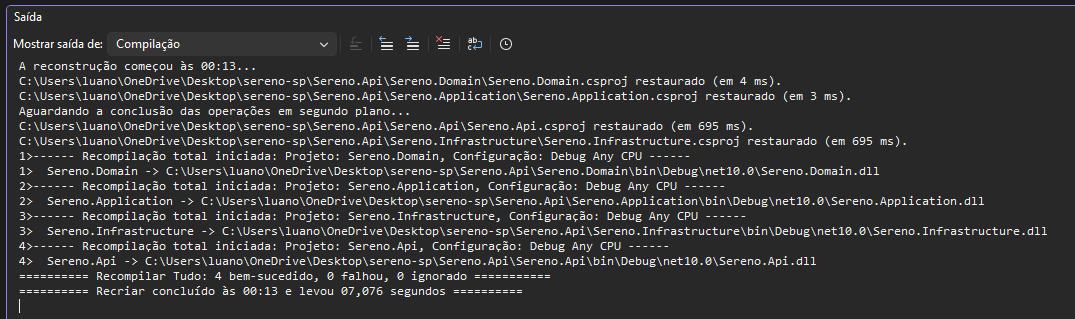 Saída
Mostrar saída de: Compilação
A reconstrução começou às 00:13...
C:\Users\luano\OneDrive\Desktop\sereno-sp\Sereno.Api\Sereno.Domain\Sereno.Domain.csproj restaurado (em 4 ms).
C:\Users\luano\OneDrive\Desktop\sereno-sp\Sereno.Api\Sereno.Application\Sereno.Application.csproj restaurado (em 3 ms).
Aguardando a conclusão das operações em segundo plano...
C:\Users\luano\OneDrive\Desktop\sereno-sp\Sereno.Api\Sereno.Api\Sereno.Api.csproj restaurado (em 695 ms).
C:\Users\luano\OneDrive\Desktop\sereno-sp\Sereno.Api\Sereno.Infrastructure\Sereno.Infrastructure.csproj restaurado (em 695 ms).
1>------ Recompilação total iniciada: Projeto: Sereno.Domain, Configuração: Debug Any CPU ------
1>  Sereno.Domain -> C:\Users\luano\OneDrive\Desktop\sereno-sp\Sereno.Api\Sereno.Domain\bin\Debug\net10.0\Sereno.Domain.dll
2>------ Recompilação total iniciada: Projeto: Sereno.Application, Configuração: Debug Any CPU ------
2>  Sereno.Application -> C:\Users\luano\OneDrive\Desktop\sereno-sp\Sereno.Api\Sereno.Application\bin\Debug\net10.0\Sereno.Application.dll
3>------ Recompilação total iniciada: Projeto: Sereno.Infrastructure, Configuração: Debug Any CPU ------
3>  Sereno.Infrastructure -> C:\Users\luano\OneDrive\Desktop\sereno-sp\Sereno.Api\Sereno.Infrastructure\bin\Debug\net10.0\Sereno.Infrastructure.dll
4>------ Recompilação total iniciada: Projeto: Sereno.Api, Configuração: Debug Any CPU ------
4>  Sereno.Api -> C:\Users\luano\OneDrive\Desktop\sereno-sp\Sereno.Api\Sereno.Api\bin\Debug\net10.0\Sereno.Api.dll
========== Recompilar Tudo: 4 bem-sucedido, 0 falhou, 0 ignorado ===========
========== Recriar concluído às 00:13 e levou 07,076 segundos ==========